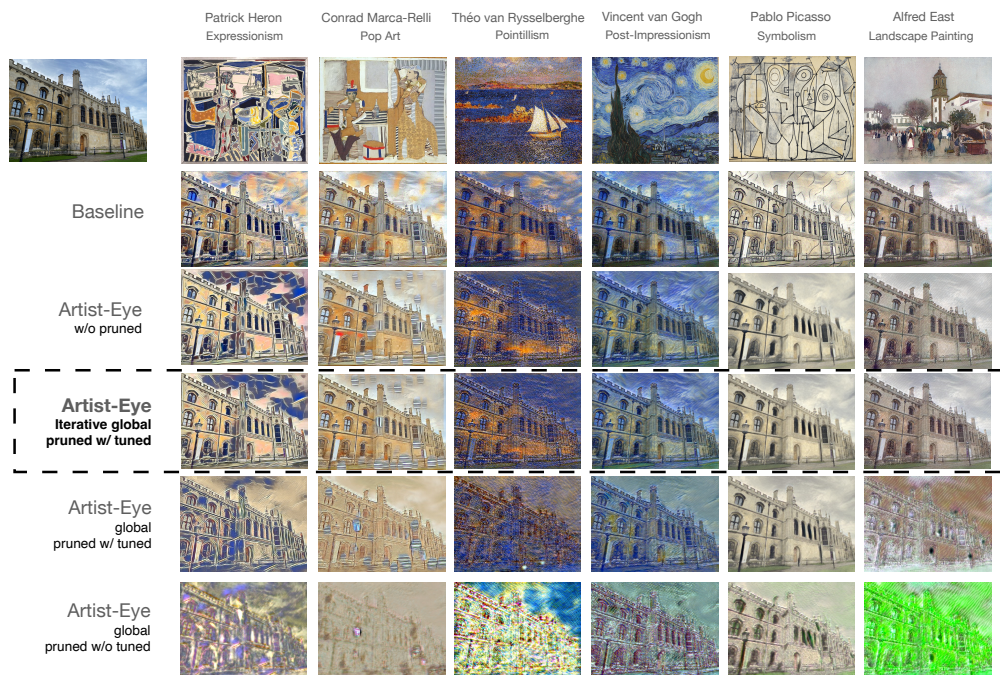 Patrick Heron
Expressionism
Conrad Marca-Relli
Pop Art
Théo van Rysselberghe
Pointillism
Vincent van Gogh
Post-Impressionism
Pablo Picasso
Symbolism
Alfred East
Landscape Painting
Baseline
Artist-Eye
w/o pruned
Artist-Eye
Iterative global
pruned w/ tuned
Artist-Eye
global
pruned w/ tuned
Artist-Eye
global
pruned w/o tuned